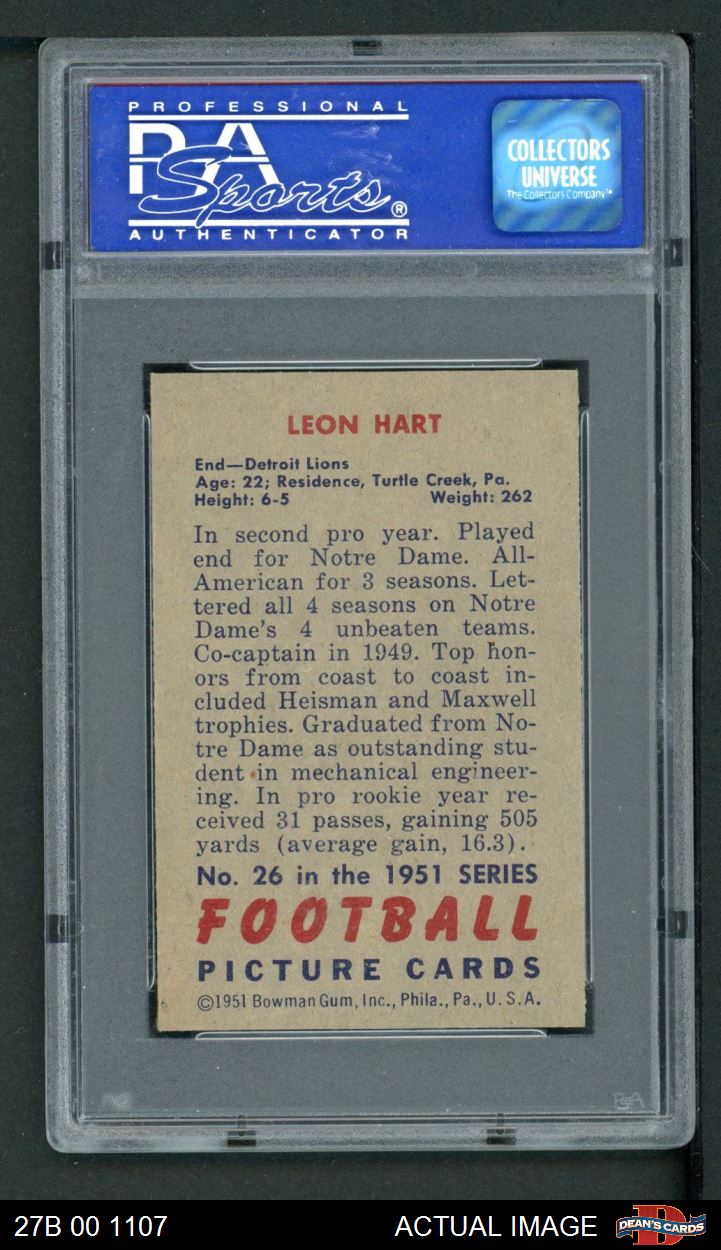 PROFESSIONAL
PSA
Sports®
AUTHENTICATOR
COLLECTORS
UNIVERSE
The Collectors Company™
LEON HART
End—Detroit Lions
Age: 22; Residence, Turtle Creek, Pa.
Height: 6-5 Weight: 262
In second pro year. Played
end for Notre Dame. All-
American for 3 seasons. Let-
tered all 4 seasons on Notre
Dame's 4 unbeaten teams.
Co-captain in 1949. Top hon-
ors from coast to coast in-
cluded Heisman and Maxwell
trophies. Graduated from No-
tre Dame as outstanding stu-
dent in mechanical engineer-
ing. In pro rookie year re-
ceived 31 passes, gaining 505
yards (average gain, 16.3).
No. 26 in the 1951 SERIES
FOOTBALL
PICTURE CARDS
©1951 Bowman Gum, Inc., Phila., Pa., U.S.A.
PSA
27B 00 1107 ACTUAL IMAGE DEAN'S CARDS